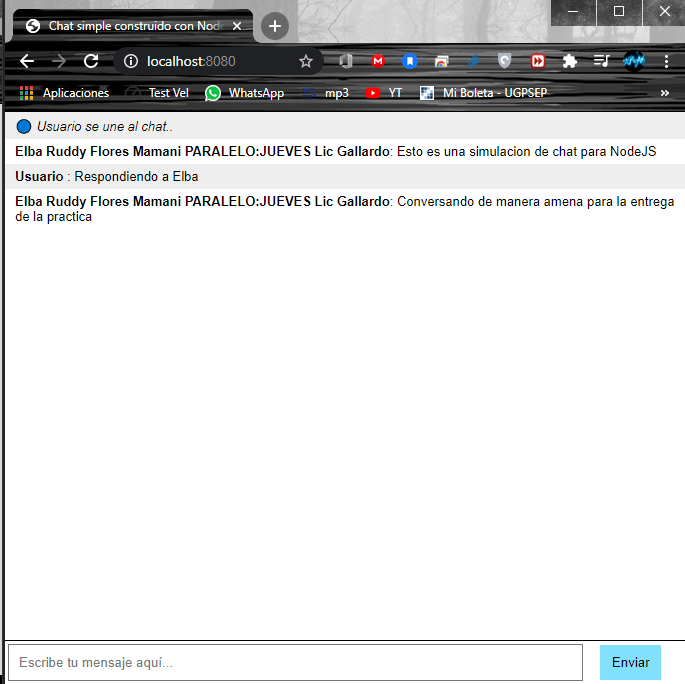 Chat simple construido con Nod
localhost:8080
Aplicaciones Test Vel WhatsApp mp3 YT Mi Boleta - UGPSEP »
Usuario se une al chat..
Elba Ruddy Flores Mamani PARALELO:JUEVES Lic Gallardo: Esto es una simulacion de chat para NodeJS
Usuario : Respondiendo a Elba
Elba Ruddy Flores Mamani PARALELO:JUEVES Lic Gallardo: Conversando de manera amena para la entrega
de la practica
Escribe tu mensaje aquí... Enviar